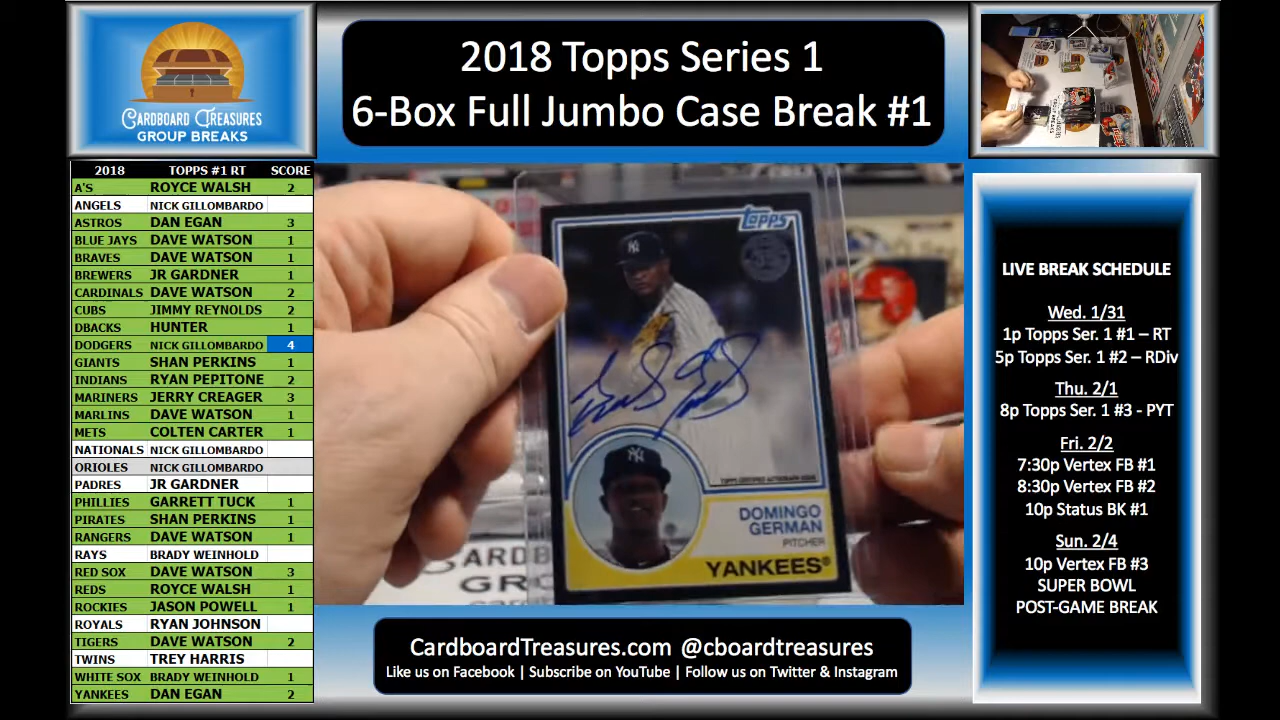 CARDBOARD TREASURES
GROUP BREAKS
2018 Topps Series 1
6-Box Full Jumbo Case Break #1
2018 TOPPS #1 RT SCORE
A'S ROYCE WALSH 2
ANGELS NICK GILLOMBARDO
ASTROS DAN EGAN 3
BLUE JAYS DAVE WATSON 1
BRAVES DAVE WATSON 1
BREWERS JR GARDNER 1
CARDINALS DAVE WATSON 2
CUBS JIMMY REYNOLDS 2
DBACKS HUNTER 1
DODGERS NICK GILLOMBARDO 4
GIANTS SHAN PERKINS 1
INDIANS RYAN PEPITONE 2
MARINERS JERRY CREAGER 3
MARLINS DAVE WATSON 1
METS COLTEN CARTER 1
NATIONALS NICK GILLOMBARDO
ORIOLES NICK GILLOMBARDO
PADRES JR GARDNER
PHILLIES GARRETT TUCK 1
PIRATES SHAN PERKINS 1
RANGERS DAVE WATSON 1
RAYS BRADY WEINHOLD
RED SOX DAVE WATSON 3
REDS ROYCE WALSH 1
ROCKIES JASON POWELL 1
ROYALS RYAN JOHNSON
TIGERS DAVE WATSON 2
TWINS TREY HARRIS
WHITE SOX BRADY WEINHOLD 1
YANKEES DAN EGAN 2
Topps
TOPPS CERTIFIED AUTOGRAPH ISSUE
DOMINGO
GERMAN
PITCHER
YANKEES®
CARDB
GR
CardboardTreasures.com @cboardtreasures
Like us on Facebook | Subscribe on YouTube | Follow us on Twitter & Instagram
LIVE BREAK SCHEDULE
Wed. 1/31
1p Topps Ser. 1 #1 – RT
5p Topps Ser. 1 #2 – RDiv
Thu. 2/1
8p Topps Ser. 1 #3 - PYT
Fri. 2/2
7:30p Vertex FB #1
8:30p Vertex FB #2
10p Status BK #1
Sun. 2/4
10p Vertex FB #3
SUPER BOWL
POST-GAME BREAK